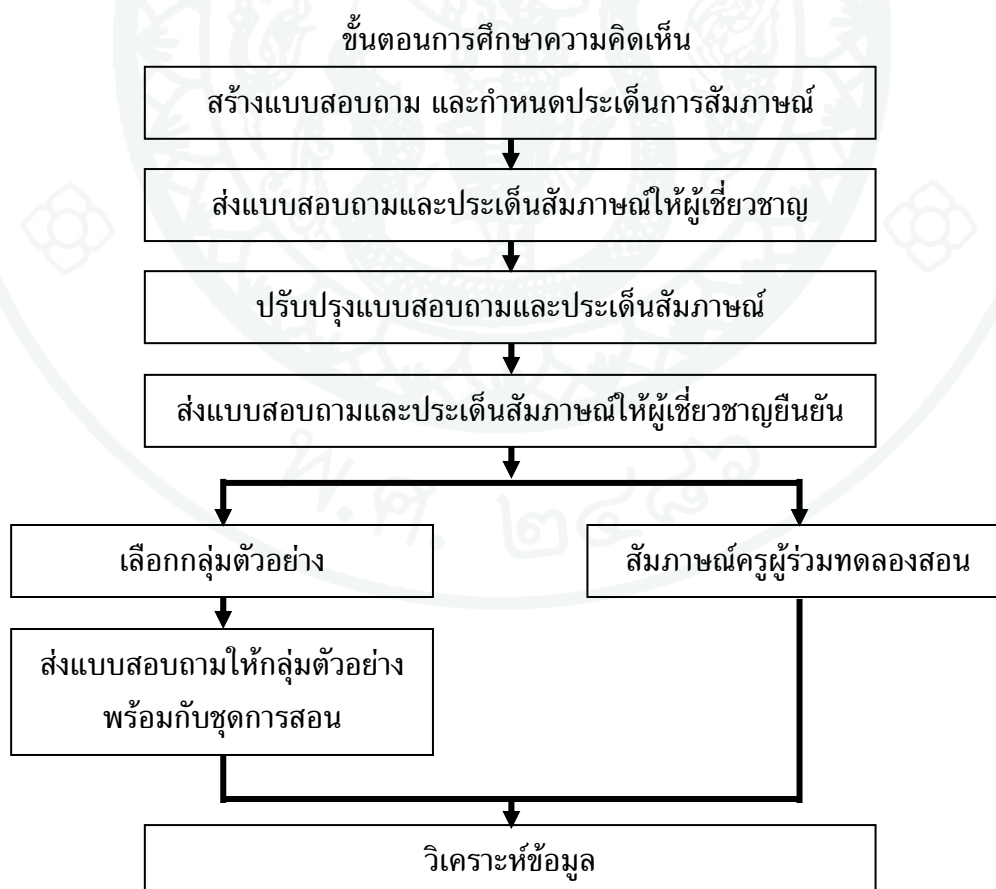 ขั้นตอนการศึกษาความคิดเห็น
สร้างแบบสอบถาม และกำหนดประเด็นการสัมภาษณ์
ส่งแบบสอบถามและประเด็นสัมภาษณ์ให้ผู้เชี่ยวชาญ
ปรับปรุงแบบสอบถามและประเด็นสัมภาษณ์
ส่งแบบสอบถามและประเด็นสัมภาษณ์ให้ผู้เชี่ยวชาญยืนยัน
พ.ศ. ๒๔๘๖
เลือกกลุ่มตัวอย่าง
สัมภาษณ์ครูผู้ร่วมทดลองสอน
ส่งแบบสอบถามให้กลุ่มตัวอย่าง
พร้อมกับชุดการสอน
วิเคราะห์ข้อมูล